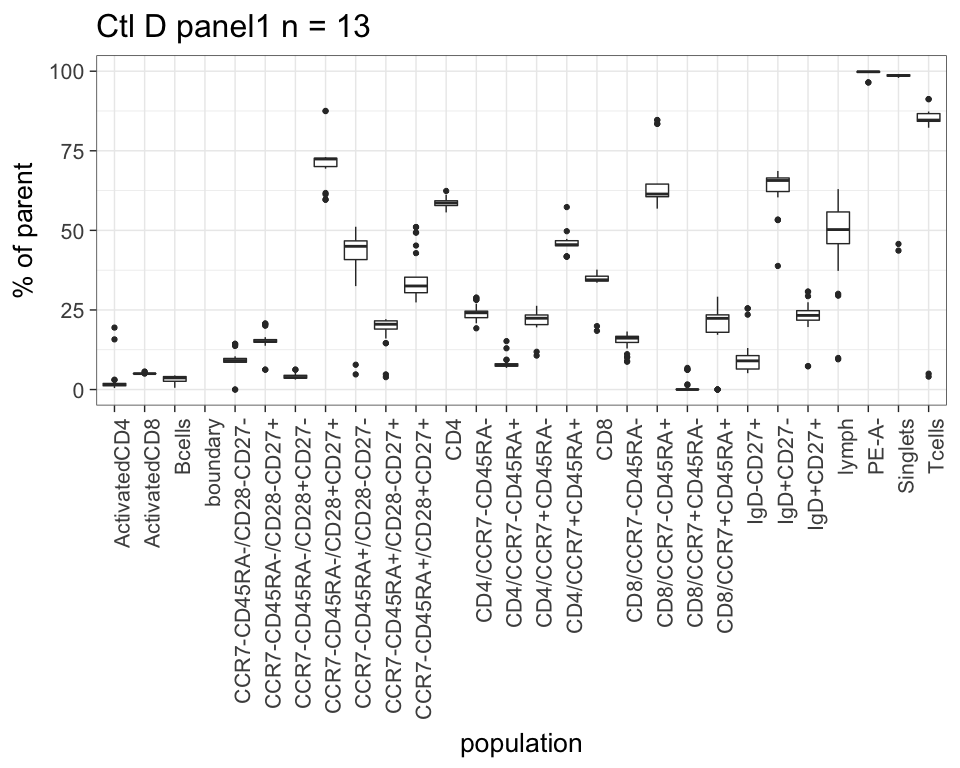 Ctl D panel1 n = 13
% of parent
100
75
50
25
0
ActivatedCD4
ActivatedCD8
Bcells
boundary
CCR7-CD45RA-/CD28-CD27-
CCR7-CD45RA-/CD28-CD27+
CCR7-CD45RA-/CD28+CD27-
CCR7-CD45RA-/CD28+CD27+
CCR7-CD45RA+/CD28-CD27-
CCR7-CD45RA+/CD28-CD27+
CCR7-CD45RA+/CD28+CD27+
CD4
CD4/CCR7-CD45RA-
CD4/CCR7-CD45RA+
CD4/CCR7+CD45RA-
CD4/CCR7+CD45RA+
CD8
CD8/CCR7-CD45RA-
CD8/CCR7-CD45RA+
CD8/CCR7+CD45RA-
CD8/CCR7+CD45RA+
IgD-CD27+
IgD+CD27-
IgD+CD27+
lymph
PE-A-
Singlets
Tcells
population